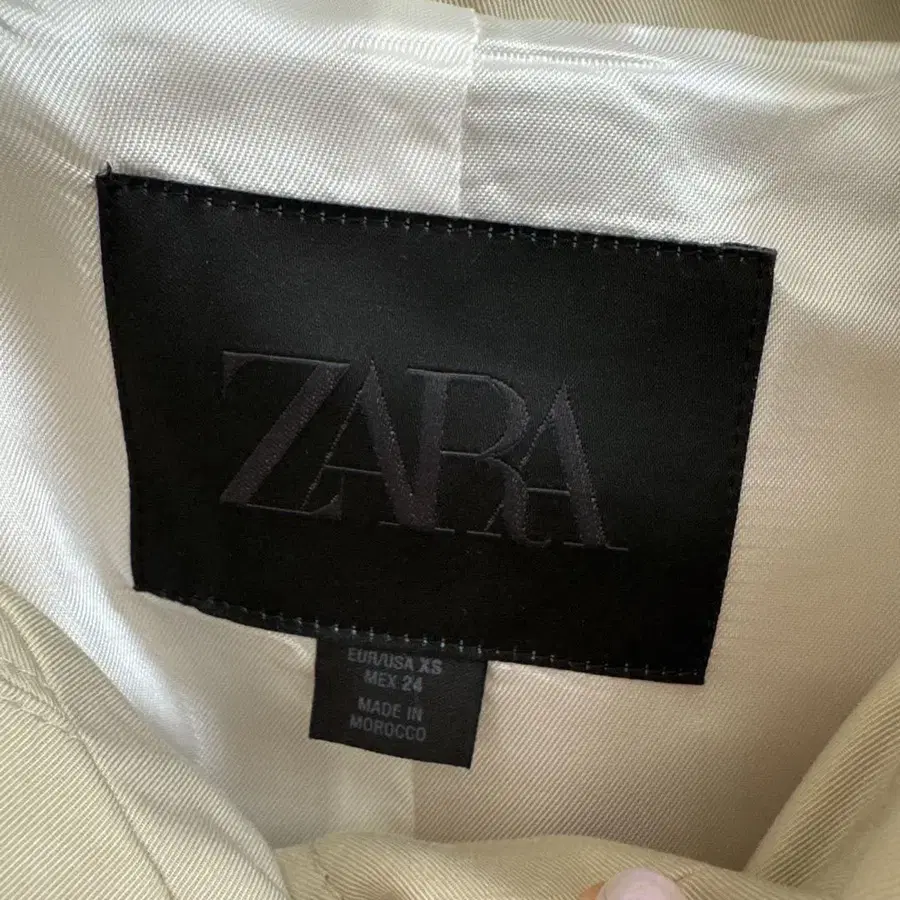 ZARA
EUR/USA XS
MEX 24
MADE IN
MOROCCO